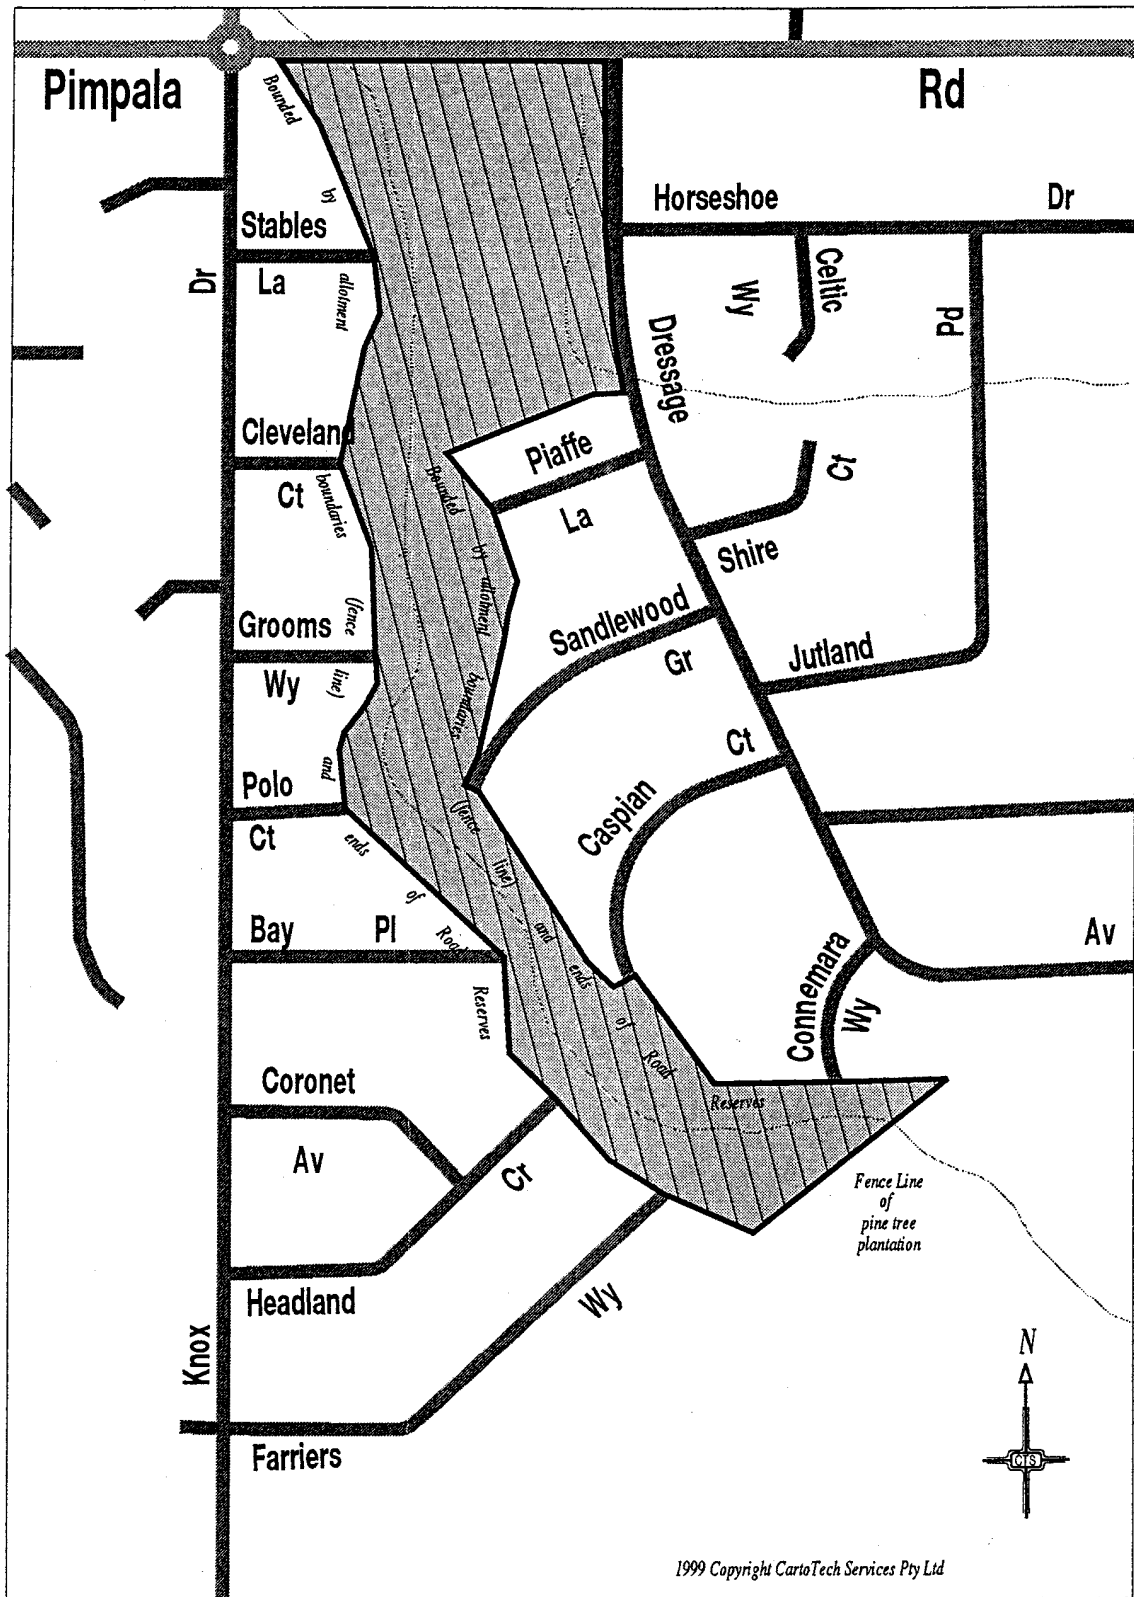 Pimpala Rd
Bounded
by
allotment
boundaries
(fence
line)
and
ends
of
Road
Reserves
Stables
La
Dr
Horseshoe Dr
Celtic
Wy
Pd
Dressage
Cleveland
Ct
Piaffe
La
Bounded
by allotment
boundaries
(fence
line)
and
ends
of
Road
Reserves
Ct
Shire
Grooms
Wy
Sandlewood
Gr
Jutland
Polo
Ct
Ct
Caspian
Bay Pl
Av
Connemara
Wy
Coronet
Av
Cr
Fence Line
of
pine tree
plantation
Headland
Wy
Knox
Farriers
N
CTS
1999 Copyright CartoTech Services Pty Ltd